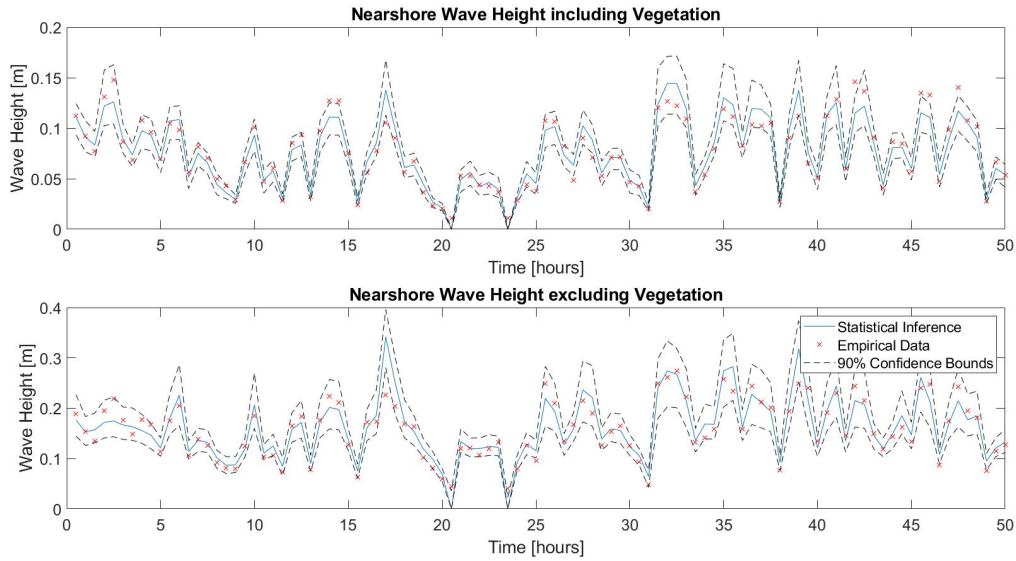 Nearshore Wave Height including Vegetation
0.2
0.15
0.1
0.05
0
Wave Height [m]
0 5 10 15 20 25 30 35 40 45 50
Time [hours]
Nearshore Wave Height excluding Vegetation
0.4
0.3
0.2
0.1
0
Wave Height [m]
Statistical Inference
Empirical Data
90% Confidence Bounds
0 5 10 15 20 25 30 35 40 45 50
Time [hours]